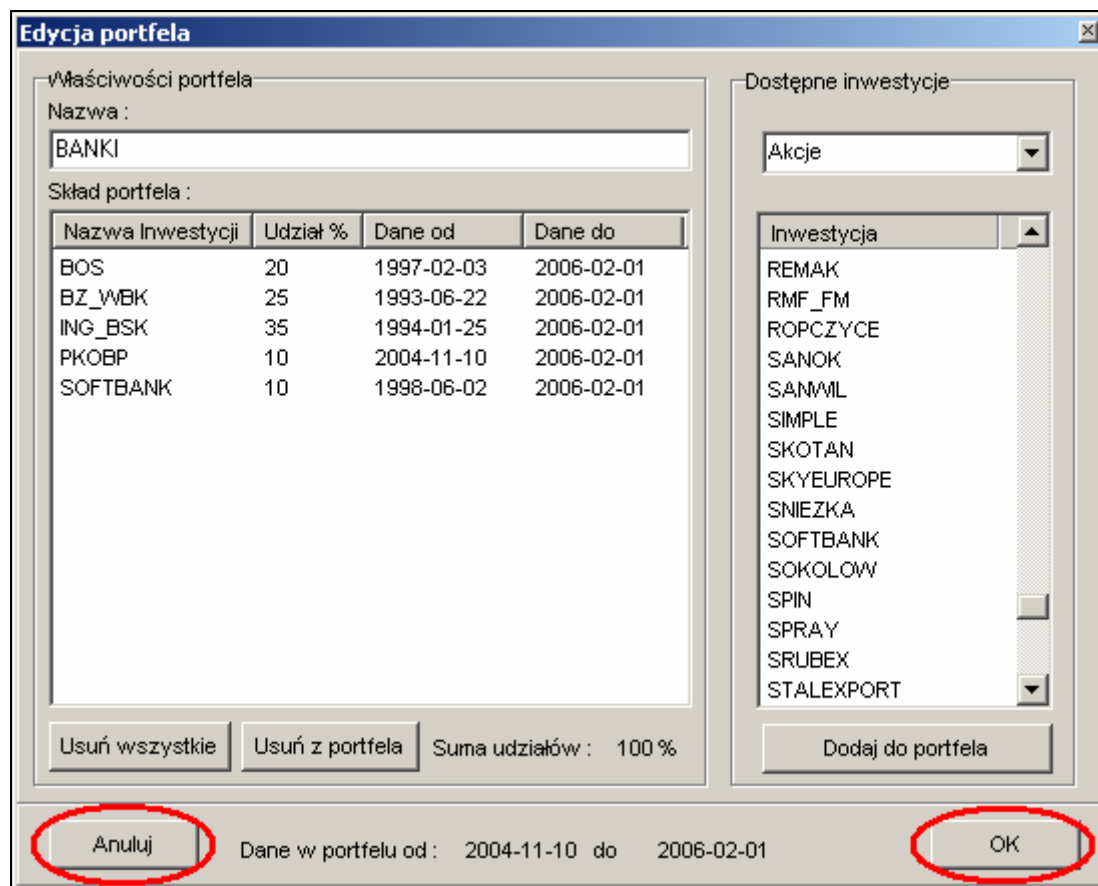 Edycja portfela
Właściwości portfela
Nazwa :
BANKI
Skład portfela :
Nazwa Inwestycji Udział % Dane od Dane do
BOS 20 1997-02-03 2006-02-01
BZ_WBK 25 1993-06-22 2006-02-01
ING_BSK 35 1994-01-25 2006-02-01
PKOBP 10 2004-11-10 2006-02-01
SOFTBANK 10 1998-06-02 2006-02-01
Usuń wszystkie Usuń z portfela Suma udziałów : 100 %
Dostępne inwestycje
Akcje
Inwestycja
REMAK
RMF_FM
ROPCZYCE
SANOK
SANWIL
SIMPLE
SKOTAN
SKYEUROPE
SNIEZKA
SOFTBANK
SOKOLOW
SPIN
SPRAY
SRUBEX
STALEXPORT
Dodaj do portfela
Anuluj Dane w portfelu od : 2004-11-10 do 2006-02-01 OK